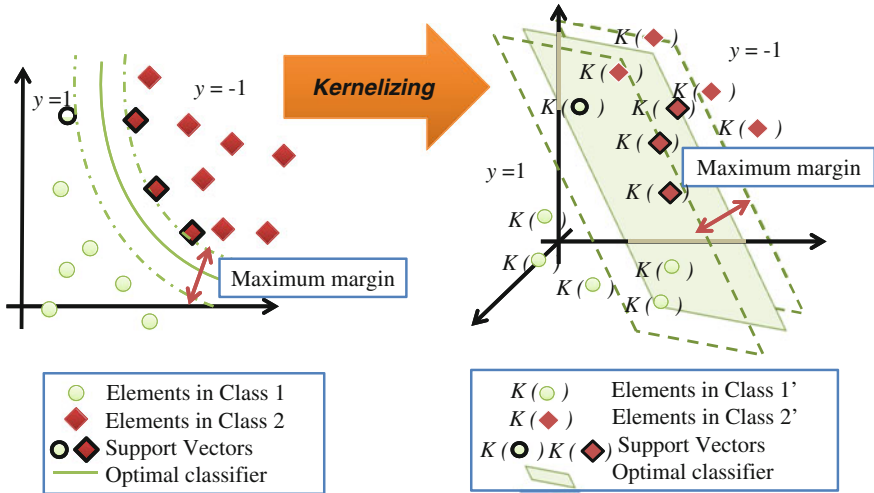 y =1
y = -1
Maximum margin
Kernelizing
K ( )
y = -1
K ( )
K ( )
K ( )
K ( )
K ( )
K ( )
Maximum margin
y =1
K ( )
K ( )
K ( )
K ( )
K ( )
K ( )
Elements in Class 1
Elements in Class 2
Support Vectors
Optimal classifier
K ( ) Elements in Class 1’
K ( ) Elements in Class 2’
K ( ) K ( ) Support Vectors
Optimal classifier